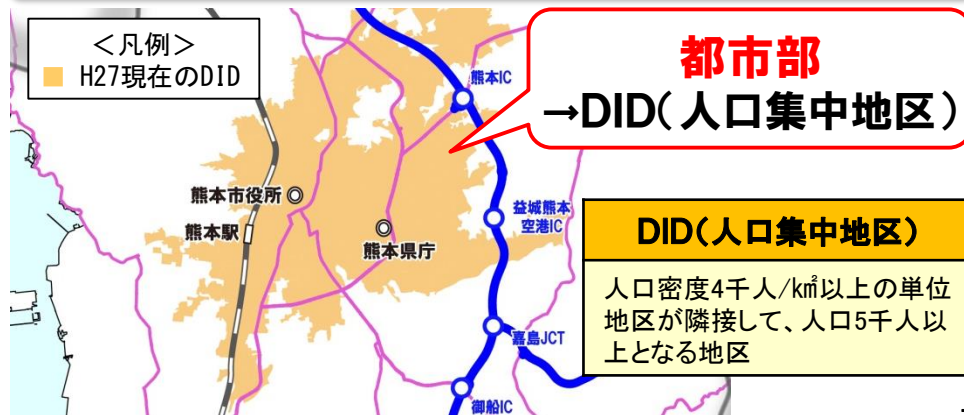 <凡例>
H27現在のDID
都市部
→DID(人口集中地区)
熊本IC
熊本市役所
熊本駅
熊本県庁
益城熊本
空港IC
嘉島JCT
御船IC
DID(人口集中地区)
人口密度4千人/㎢以上の単位
地区が隣接して、人口5千人以
上となる地区